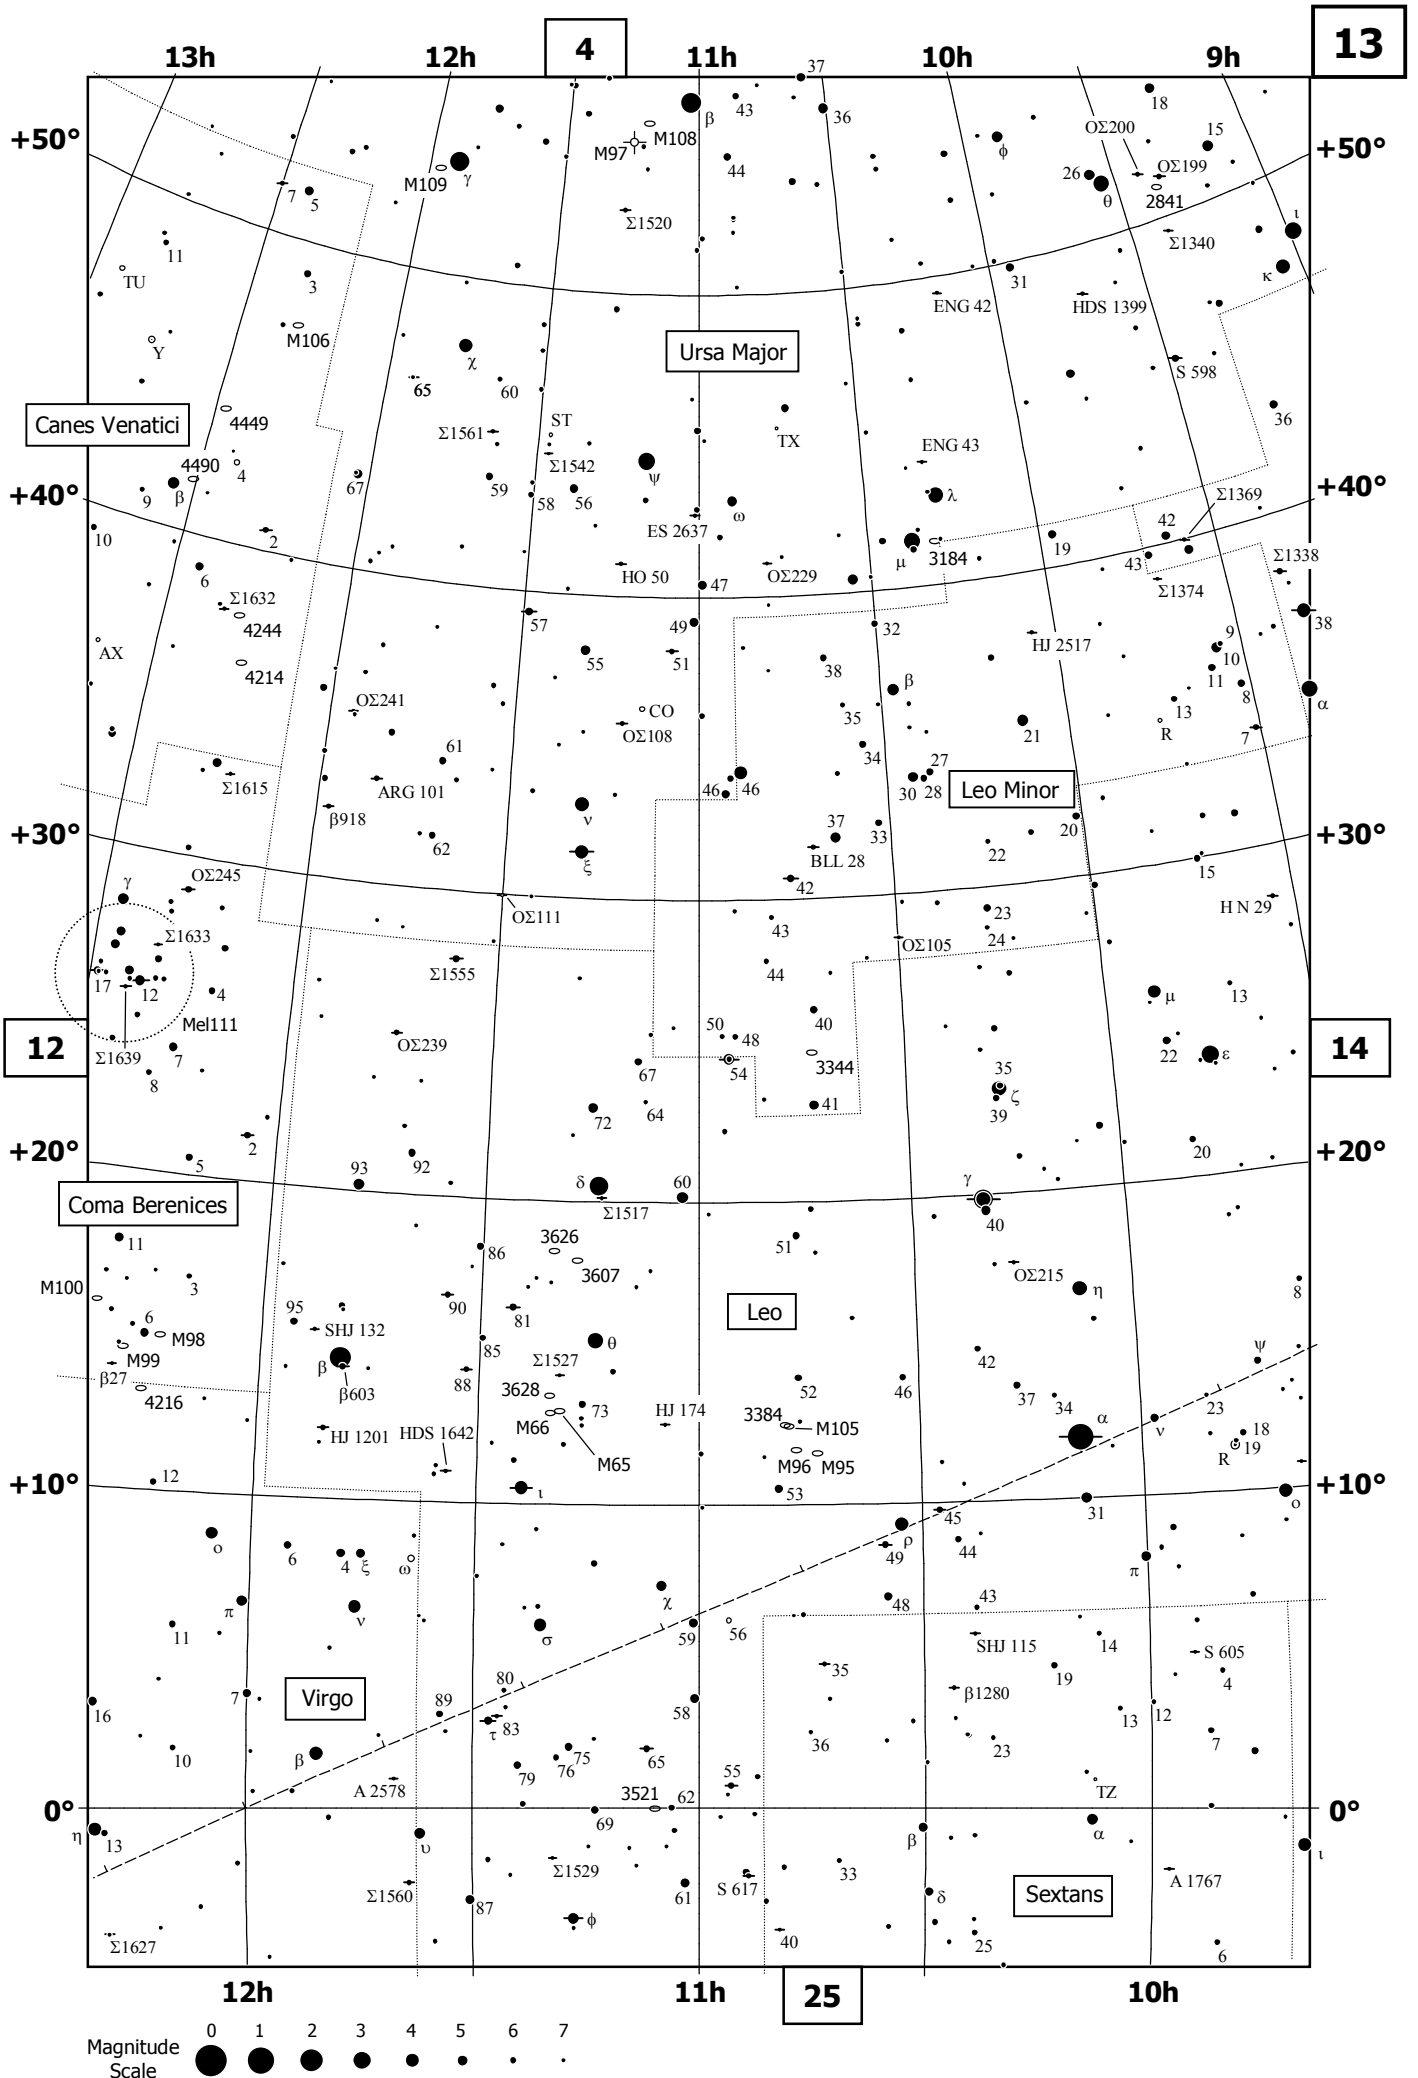 4
13
13h 12h 11h 10h 9h
37
18
β 43 36
OΣ200
15
+50° +50°
M108
M97
ϕ
γ 44
OΣ199
M109
26
θ
2841
7 5
Σ1520
ι
11
Σ1340
TU
κ
3
31
ENG 42
HDS 1399
M106
Y
χ
Ursa Major
S 598
65 60
36
Canes Venatici
4449
ST
Σ1561
TX
ENG 43
4490
4
Σ1542
ψ
+40° +40°
9 β
67
59 58 56
λ
Σ1369
ω
10
2
ES 2637
42
19
μ 3184
43
Σ1338
6
HO 50
47
OΣ229
Σ1374
Σ1632
4244
57
49
32
38
AX
HJ 2517
9
55
51
38
10
4214
11
8
β
OΣ241
CO
α
OΣ108
35
13
21
R
7
61
34
27
Σ1615
ARG 101
46 46
30 28
Leo Minor
β918
ν
20
37
33
+30° +30°
62
22
ξ
BLL 28
15
OΣ245
42
γ
OΣ111
23
H N 29
43
Σ1633
24
OΣ105
Σ1555
44
17 12
4
μ
13
Mel111
40
50 48
12 14
OΣ239
Σ1639
7
22
ε
3344
8
67
54
35
ζ
41
39
64
72
2
+20° +20°
5
92
20
93
δ
60
γ
Coma Berenices
Σ1517
40
11
3626
51
86
3607
OΣ215
M100
3
η
8
90
6
95
81
Leo
M98
SHJ 132
θ
85
ψ
M99
β
Σ1527
42
β27
β603
88
4216
3628
52
46
37
73
34
23
HDS 1642
M66
HJ 174
3384
α
M105
ν
18
HJ 1201
19
M65
R
M96 M95
12
53
+10° +10°
ι
31
ο
45
ρ
ο
49
44
6
4 ξ
ω
π
χ
48
43
π
ν
11
σ
59
56
SHJ 115
14
S 605
35
19
4
80
Virgo
β1280
7
89
58
16
13 12
τ 83
10
36
7
β
75
65
23
79
76
55
A 2578
TZ
3521 62
0° 0°
69
η
13
β
α
υ
ι
Σ1529
33
S 617
A 1767
Σ1560
61
δ
Sextans
87
ϕ
Σ1627
40
25
6
12h 11h 25 10h
0 1 2 3 4 5 6 7
Magnitude
Scale